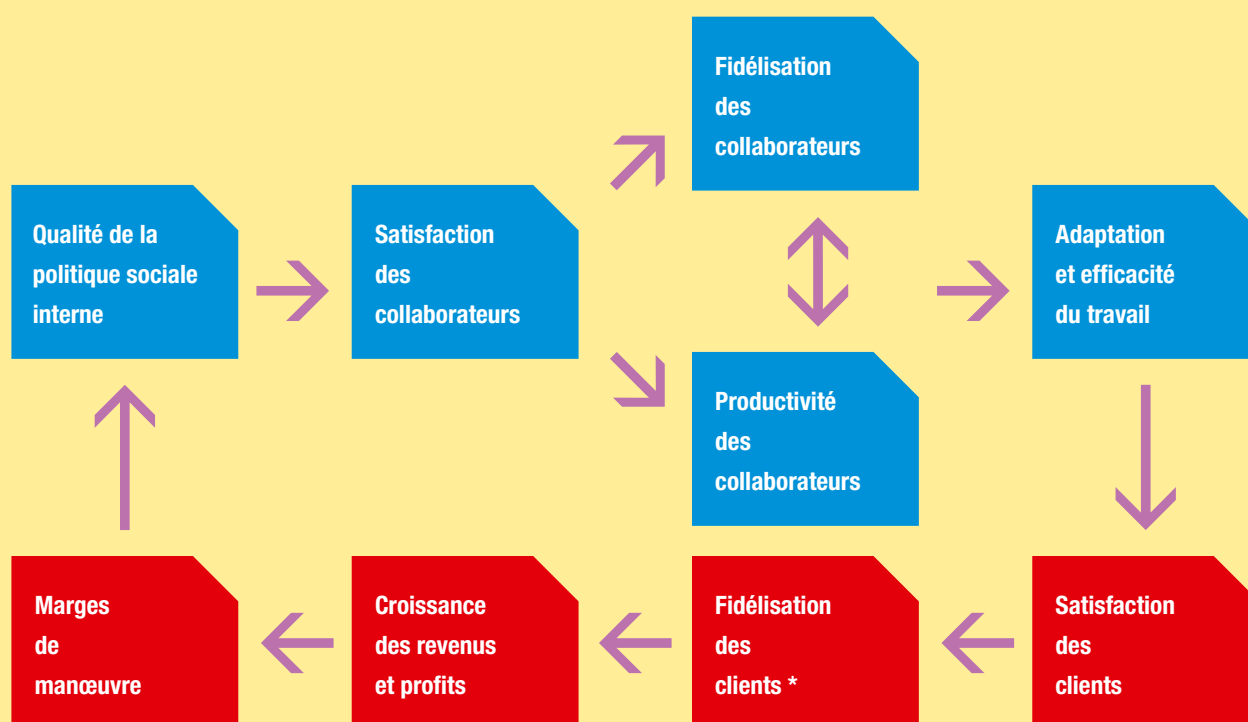 Fidélisation
des
collaborateurs
Qualité de la
politique sociale
interne
Satisfaction
des
collaborateurs
Adaptation
et efficacité
du travail
Productivité
des
collaborateurs
Marges
de
manœuvre
Croissance
des revenus
et profits
Fidélisation
des
clients *
Satisfaction
des
clients